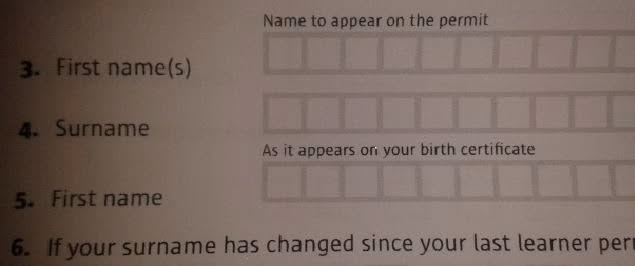 Name to appear on the permit
3. First name(s)
4. Surname
As it appears on your birth certificate
5. First name
6. If your surname has changed since your last learner